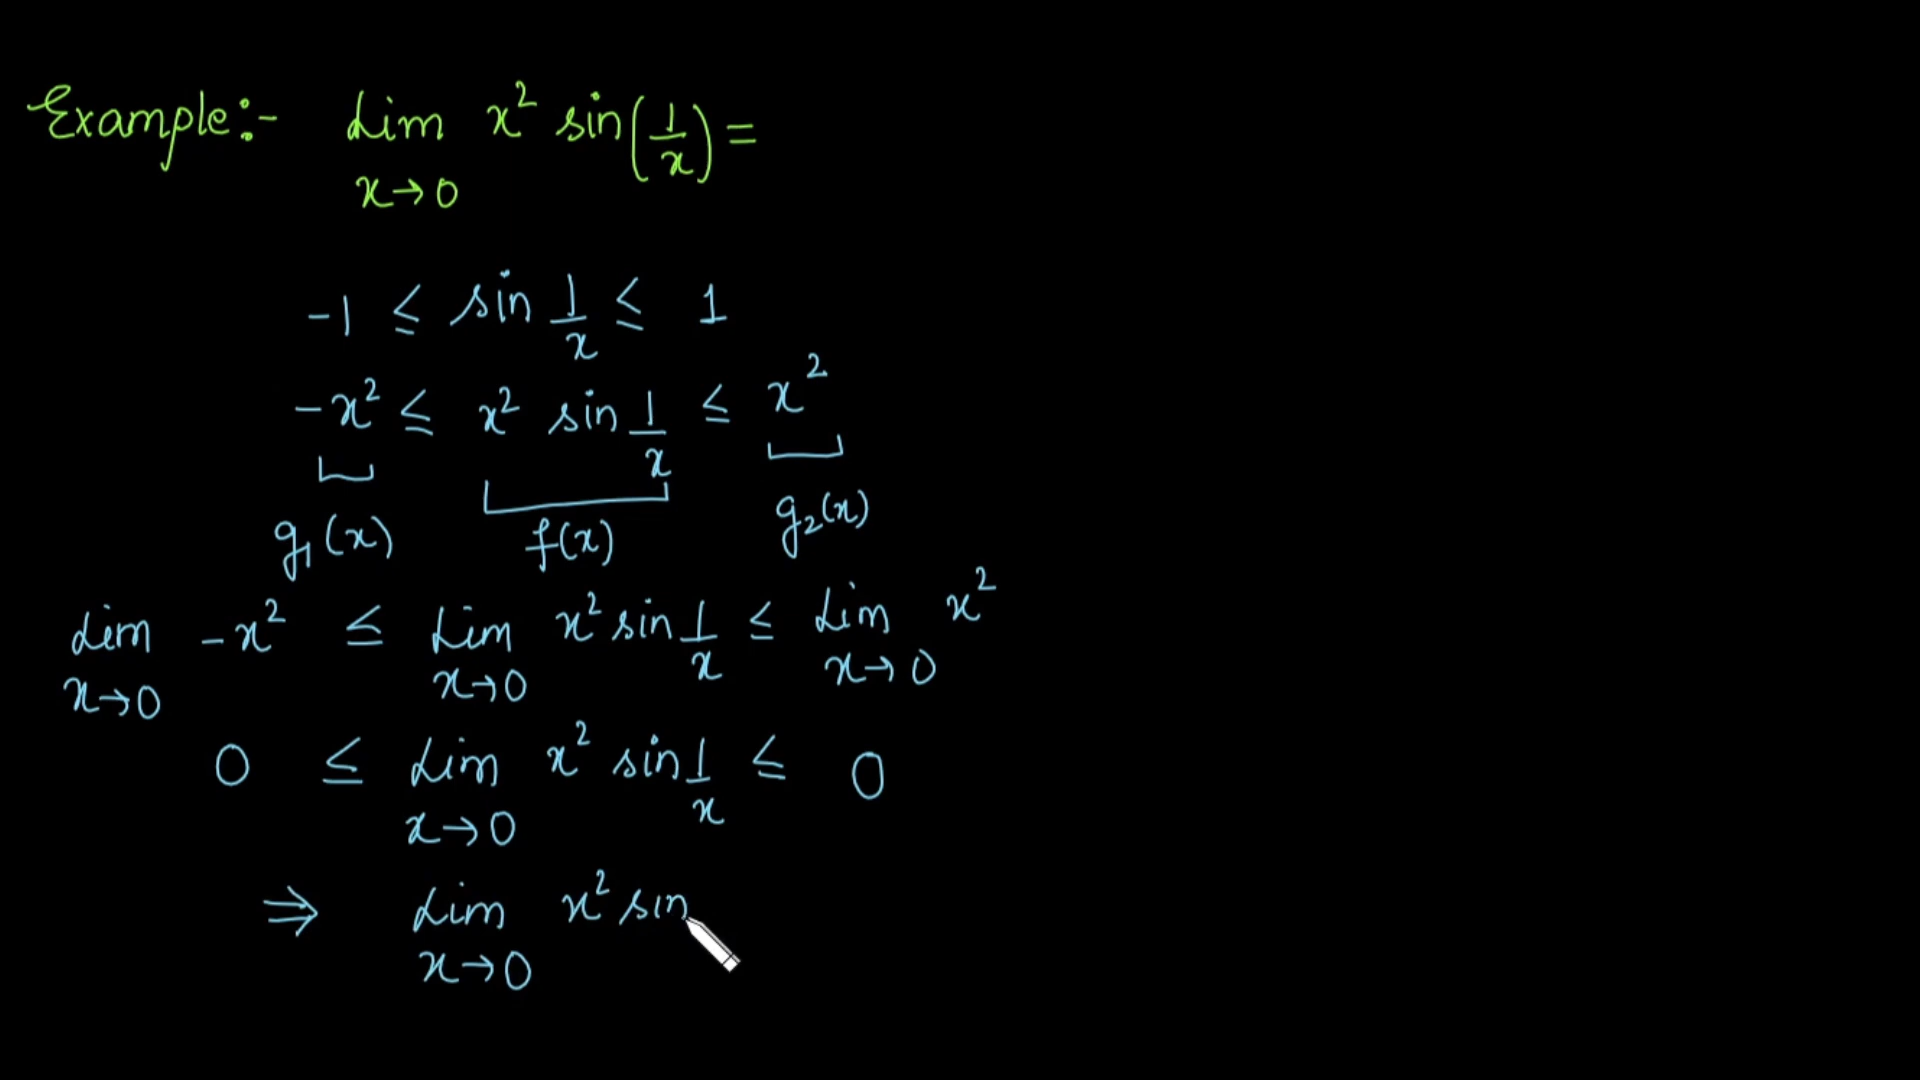 Example:- Lim x→0 x² sin(1/x) =
-1 ≤ sin 1/x ≤ 1
-x² ≤ x² sin 1/x ≤ x²
g₁(x) f(x) g₂(x)
Lim x→0 -x² ≤ Lim x→0 x² sin 1/x ≤ Lim x→0 x²
0 ≤ Lim x→0 x² sin 1/x ≤ 0
⇒ Lim x→0 x² sin